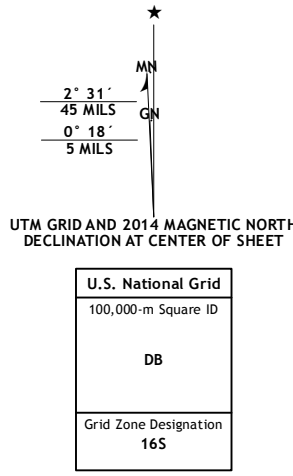 MN
2° 31´
45 MILS
GN
0° 18´
5 MILS
UTM GRID AND 2014 MAGNETIC NORTH
DECLINATION AT CENTER OF SHEET
U.S. National Grid
100,000-m Square ID
DB
Grid Zone Designation
16S